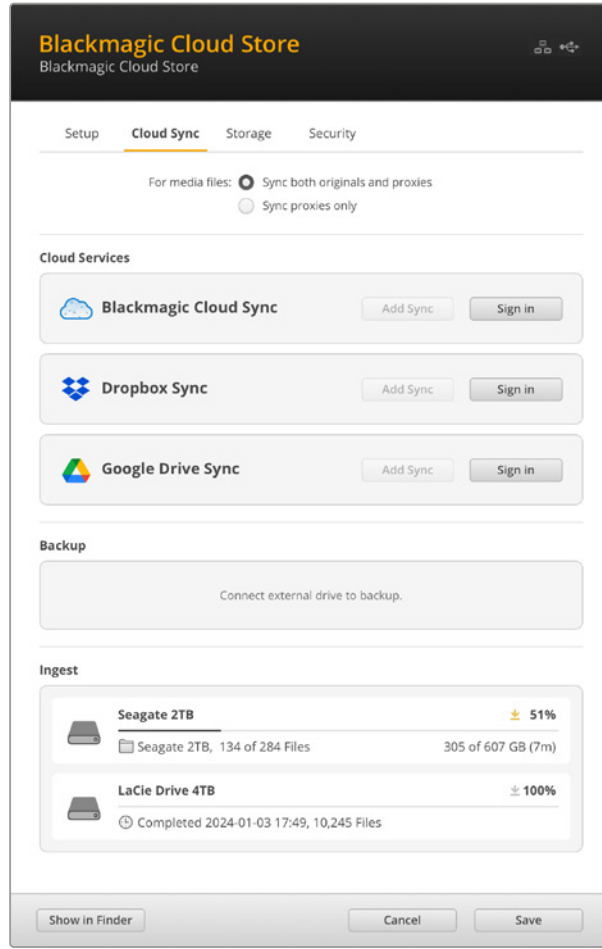 Blackmagic Cloud Store
Blackmagic Cloud Store
Setup Cloud Sync Storage Security
For media files: Sync both originals and proxies
Sync proxies only
Cloud Services
Blackmagic Cloud Sync Add Sync Sign in
Dropbox Sync Add Sync Sign in
Google Drive Sync Add Sync Sign in
Backup
Connect external drive to backup.
Ingest
Seagate 2TB 51%
Seagate 2TB, 134 of 284 Files 305 of 607 GB (7m)
LaCie Drive 4TB 100%
Completed 2024-01-03 17:49, 10,245 Files
Show in Finder Cancel Save